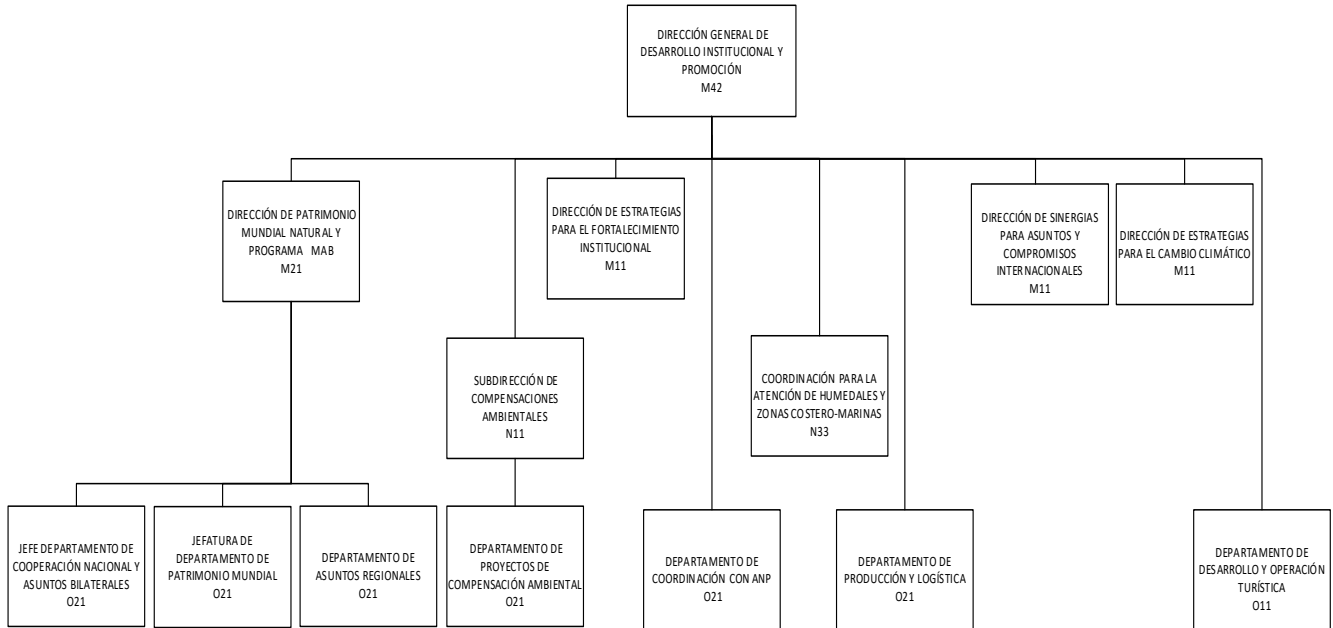 DIRECCIÓN GENERAL DE
DESARROLLO INSTITUCIONAL Y
PROMOCIÓN
M42
DIRECCIÓN DE PATRIMONIO
MUNDIAL NATURAL Y
PROGRAMA MAB
M21
DIRECCIÓN DE ESTRATEGIAS
PARA EL FORTALECIMIENTO
INSTITUCIONAL
M11
DIRECCIÓN DE SINERGIAS
PARA ASUNTOS Y
COMPROMISOS
INTERNACIONALES
M11
DIRECCIÓN DE ESTRATEGIAS
PARA EL CAMBIO CLIMÁTICO
M11
SUBDIRECCIÓN DE
COMPENSACIONES
AMBIENTALES
N11
COORDINACIÓN PARA LA
ATENCIÓN DE HUMEDALES Y
ZONAS COSTERO-MARINAS
N33
JEFE DEPARTAMENTO DE
COOPERACIÓN NACIONAL Y
ASUNTOS BILATERALES
O21
JEFATURA DE
DEPARTAMENTO DE
PATRIMONIO MUNDIAL
O21
DEPARTAMENTO DE
ASUNTOS REGIONALES
O21
DEPARTAMENTO DE
PROYECTOS DE
COMPENSACIÓN AMBIENTAL
O21
DEPARTAMENTO DE
COORDINACIÓN CON ANP
O21
DEPARTAMENTO DE
PRODUCCIÓN Y LOGÍSTICA
O21
DEPARTAMENTO DE
DESARROLLO Y OPERACIÓN
TURÍSTICA
O11